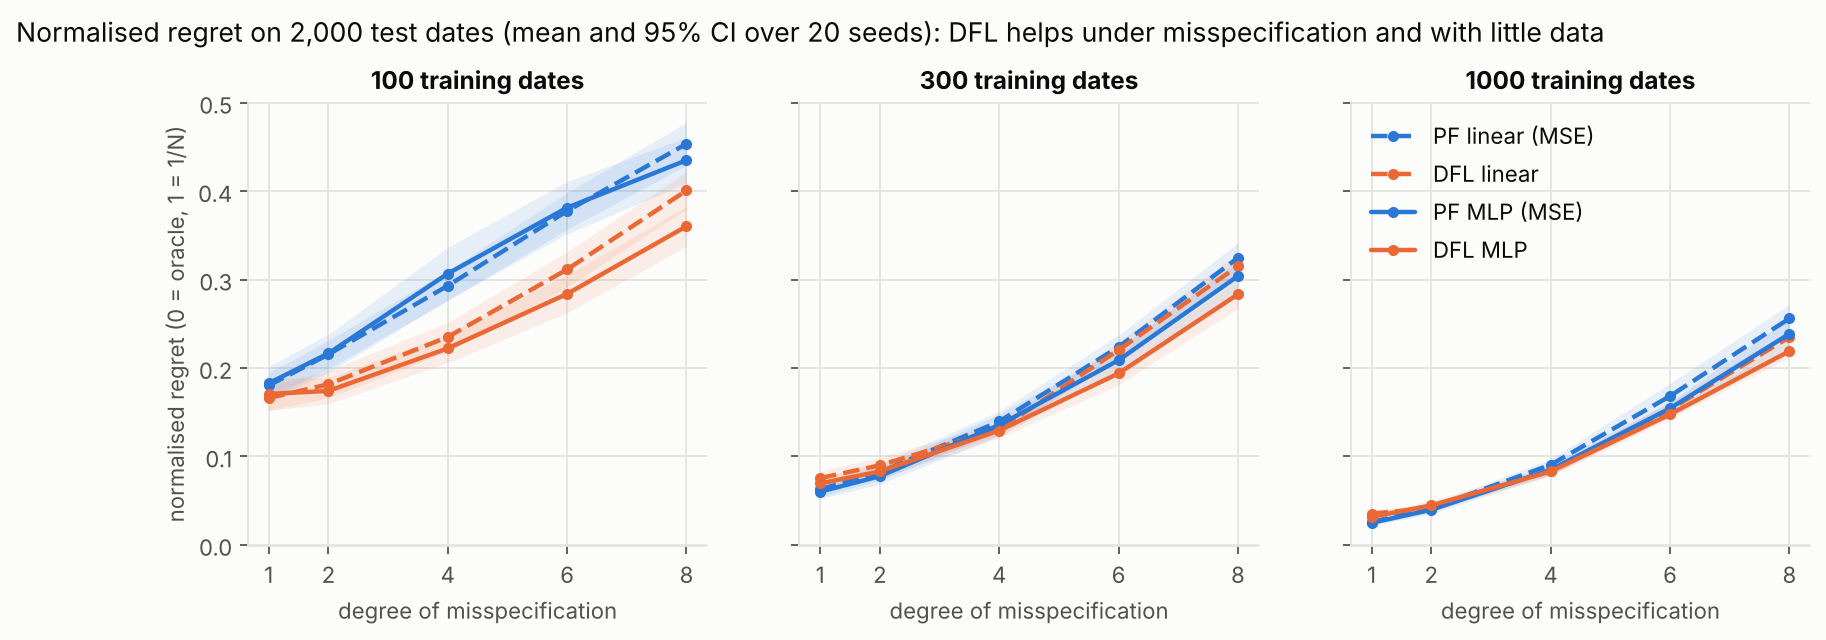 Normalised regret on 2,000 test dates (mean and 95% CI over 20 seeds): DFL helps under misspecification and with little data
100 training dates
300 training dates
1000 training dates
normalised regret (0 = oracle, 1 = 1/N)
0.5
0.4
0.3
0.2
0.1
0.0
1 2 4 6 8
degree of misspecification
1 2 4 6 8
degree of misspecification
PF linear (MSE)
DFL linear
PF MLP (MSE)
DFL MLP
1 2 4 6 8
degree of misspecification